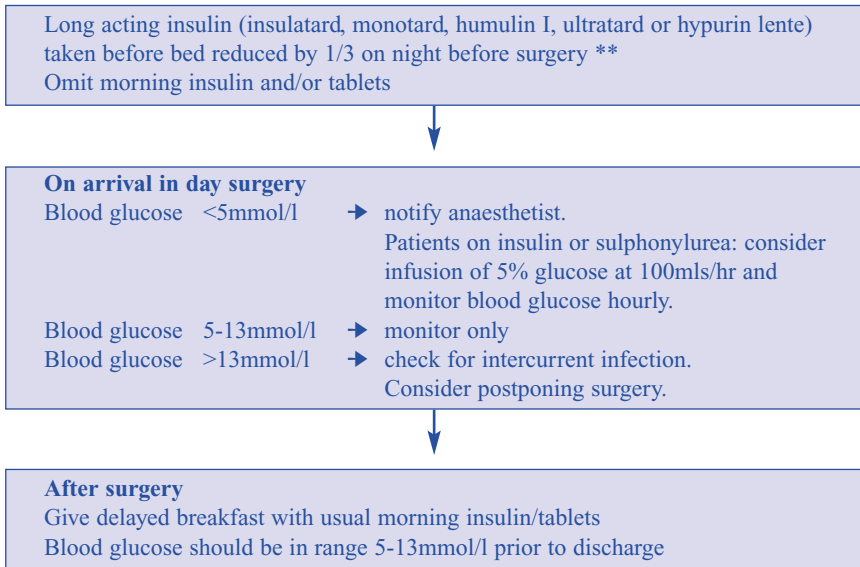 Long acting insulin (insulatard, monotard, humulin I, ultratard or hypurin lente)
taken before bed reduced by 1/3 on night before surgery **
Omit morning insulin and/or tablets
On arrival in day surgery
Blood glucose <5mmol/l → notify anaesthetist.
Patients on insulin or sulphonylurea: consider
infusion of 5% glucose at 100mls/hr and
monitor blood glucose hourly.
Blood glucose 5-13mmol/l → monitor only
Blood glucose >13mmol/l → check for intercurrent infection.
Consider postponing surgery.
After surgery
Give delayed breakfast with usual morning insulin/tablets
Blood glucose should be in range 5-13mmol/l prior to discharge